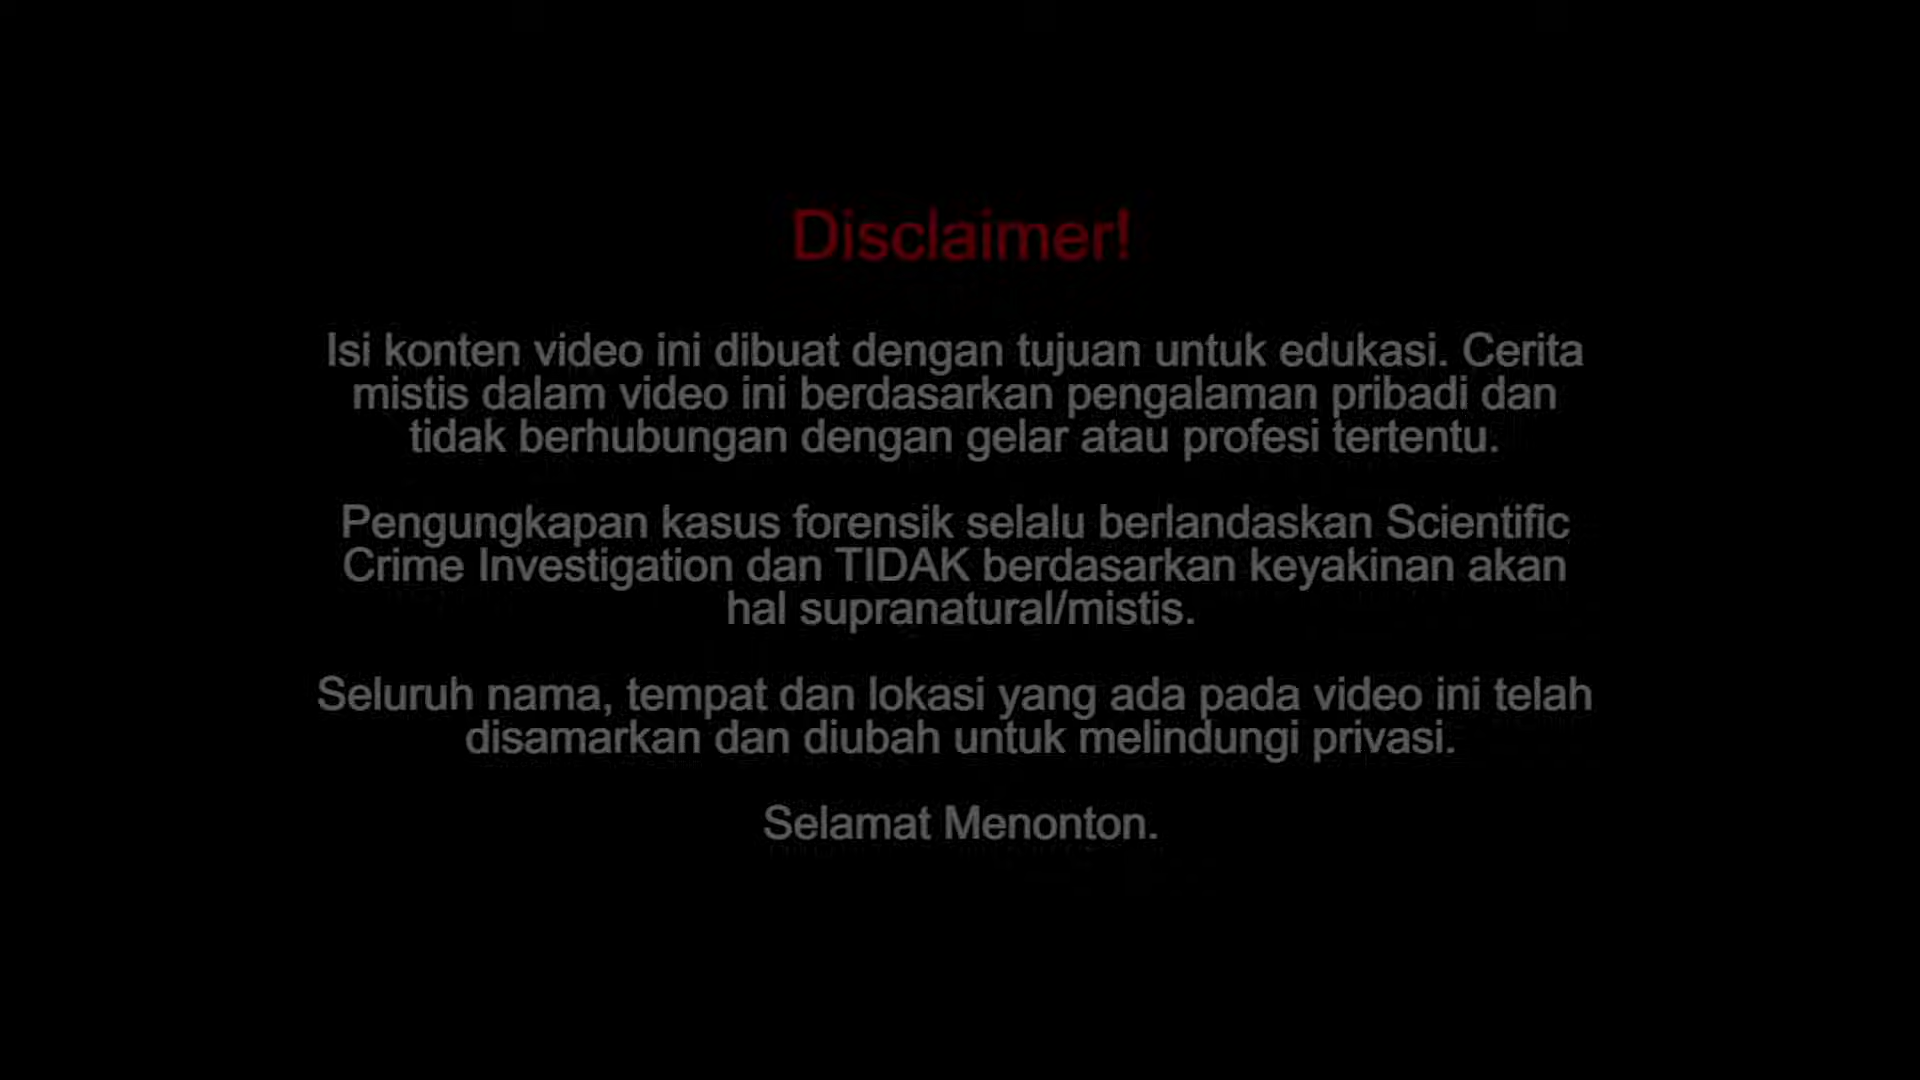 Disclaimer!
Isi konten video ini dibuat dengan tujuan untuk edukasi. Cerita
mistis dalam video ini berdasarkan pengalaman pribadi dan
tidak berhubungan dengan gelar atau profesi tertentu.
Pengungkapan kasus forensik selalu berlandaskan Scientific
Crime Investigation dan TIDAK berdasarkan keyakinan akan
hal supranatural/mistis.
Seluruh nama, tempat dan lokasi yang ada pada video ini telah
disamarkan dan diubah untuk melindungi privasi.
Selamat Menonton.